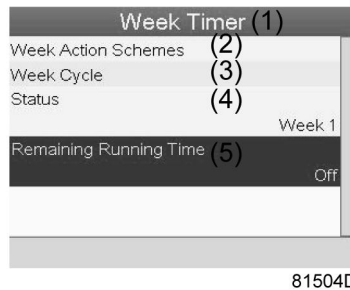 Week Timer (1)
Week Action Schemes (2)
Week Cycle (3)
Status (4)
Week 1
Remaining Running Time (5)
Off
81504D